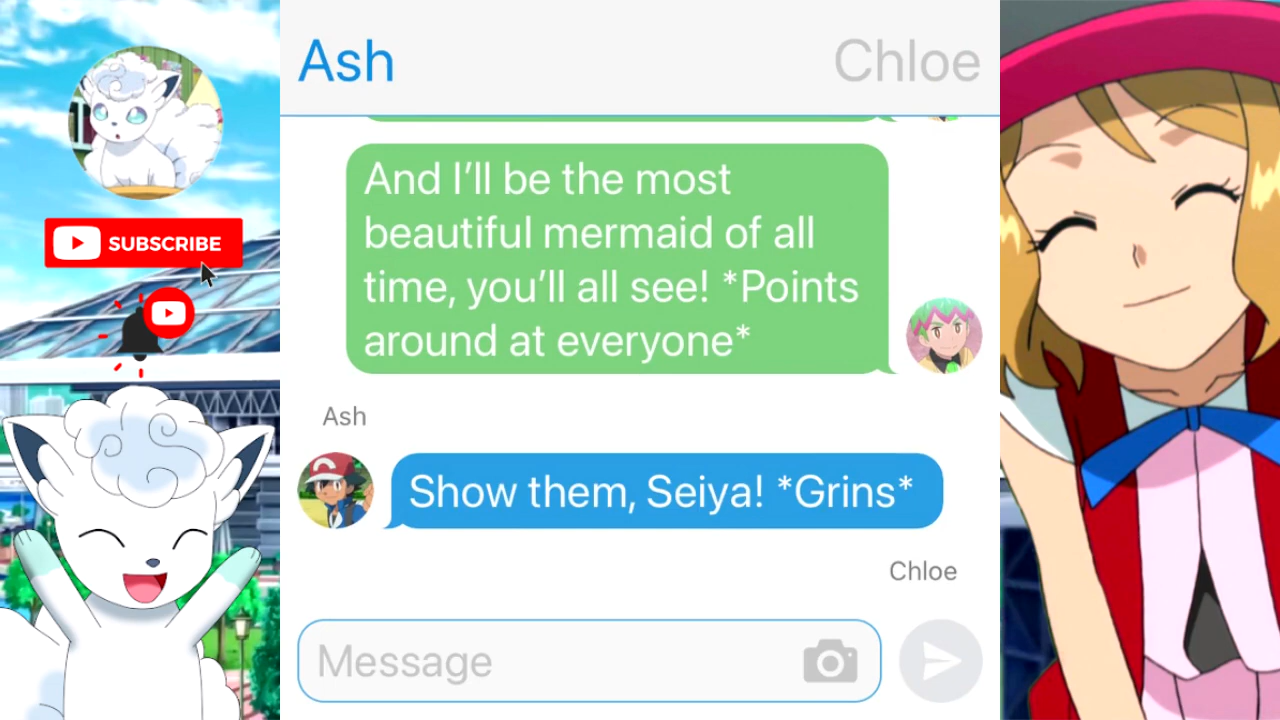 Ash
Chloe
SUBSCRIBE
And I’ll be the most
beautiful mermaid of all
time, you’ll all see! *Points
around at everyone*
Ash
Show them, Seiya! *Grins*
Chloe
Message